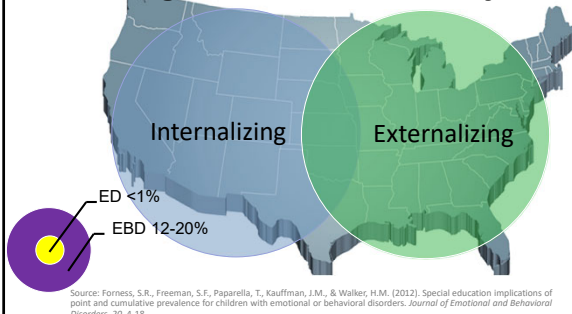 Internalizing
Externalizing
ED <1%
EBD 12-20%
Source: Forness, S.R., Freeman, S.F., Paparella, T., Kauffman, J.M., & Walker, H.M. (2012). Special education implications of
point and cumulative prevalence for children with emotional or behavioral disorders. Journal of Emotional and Behavioral
Disorders, 20, 4-18.